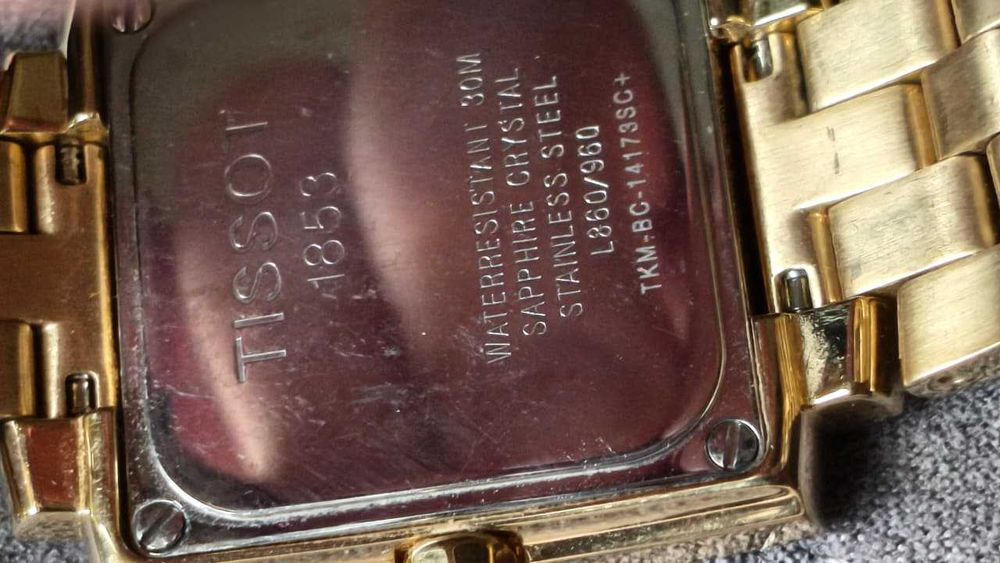 TISSOT
1853
WATERRESISTANT 30M
SAPPHIRE CRYSTAL
STAINLESS STEEL
L860/960
TKM-BC-14173SC+